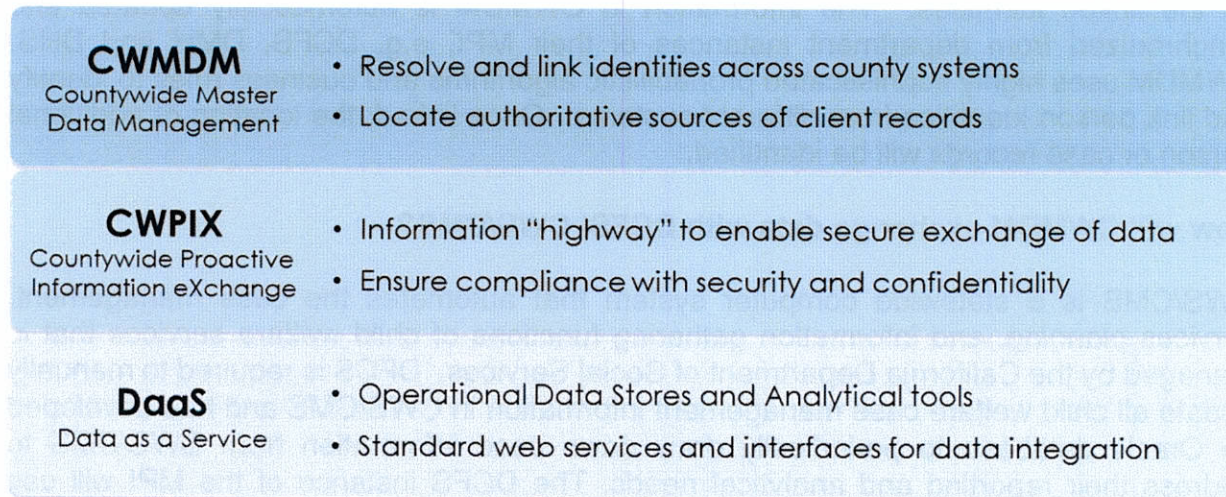 CWMDM
Countywide Master
Data Management
• Resolve and link identities across county systems
• Locate authoritative sources of client records
CWPIX
Countywide Proactive
Information eXchange
• Information “highway” to enable secure exchange of data
• Ensure compliance with security and confidentiality
DaaS
Data as a Service
• Operational Data Stores and Analytical tools
• Standard web services and interfaces for data integration